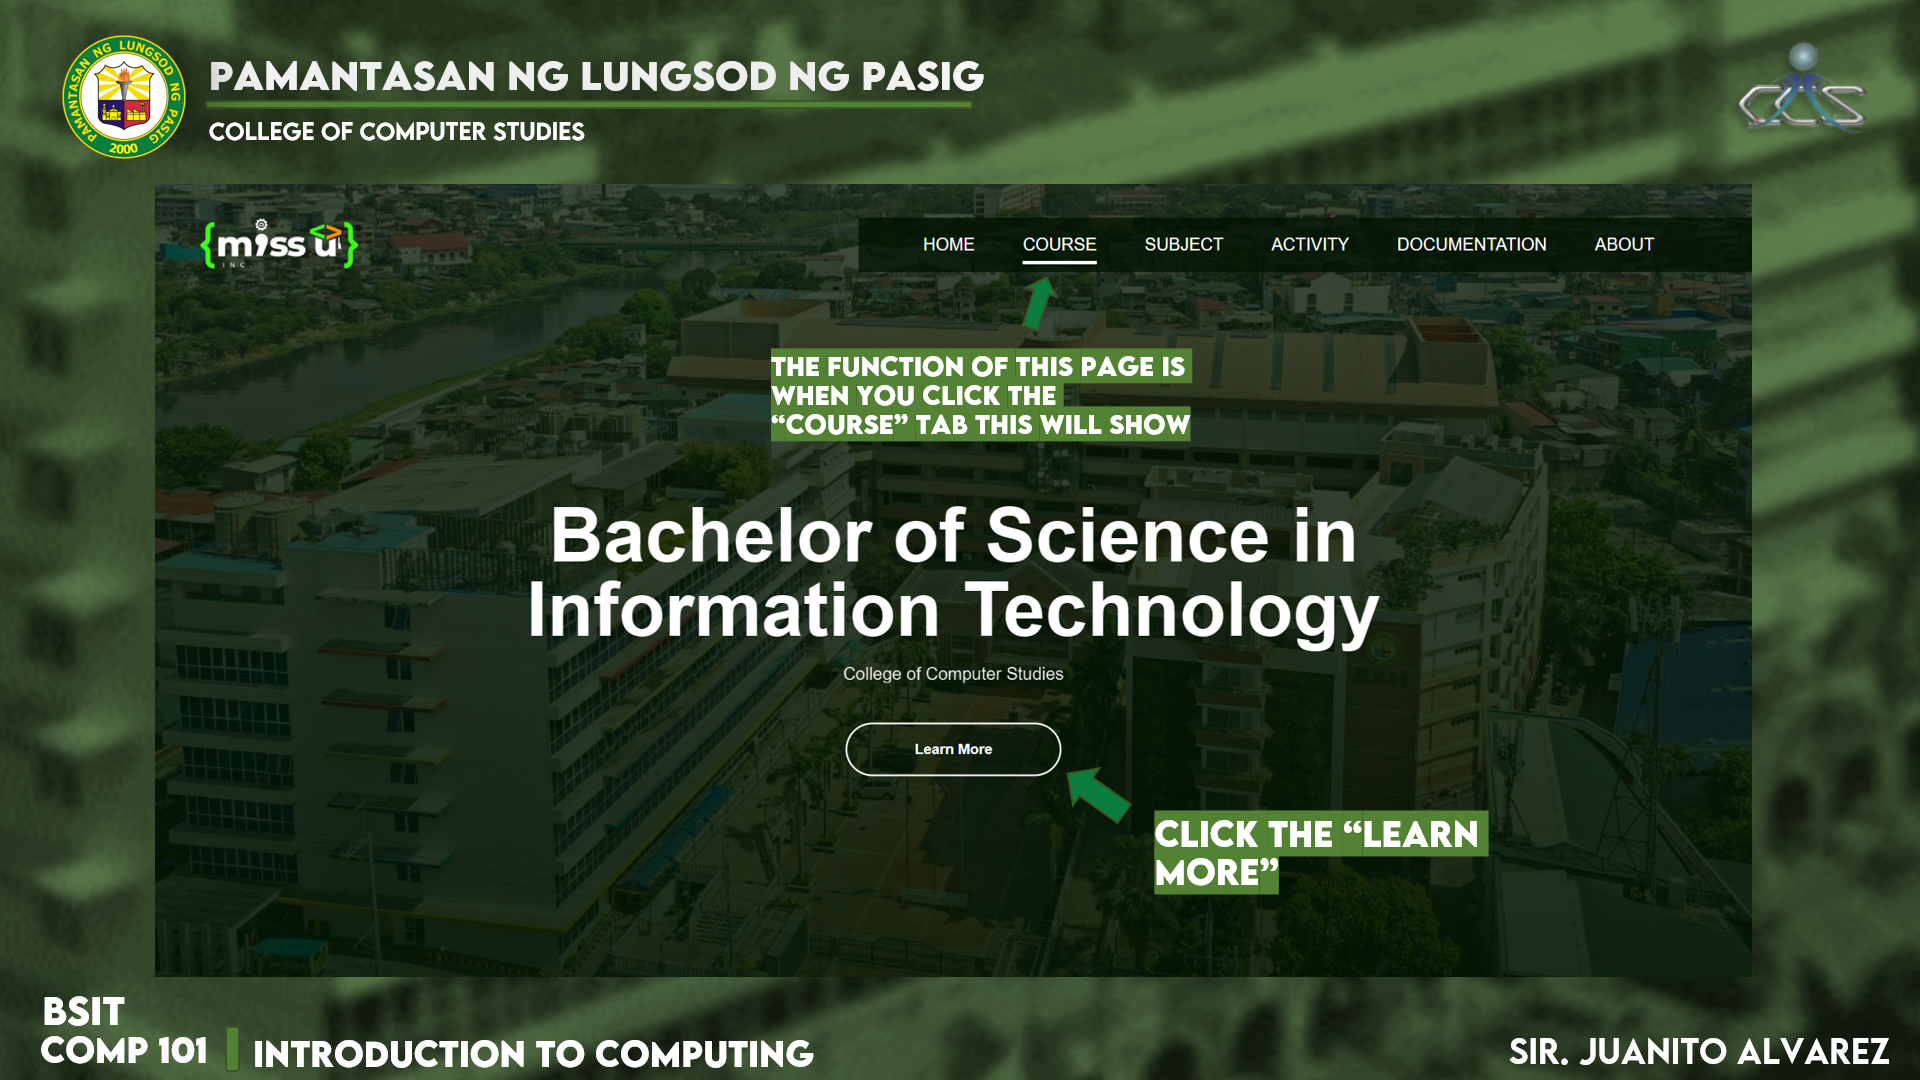 PAMANTASAN NG LUNGSOD NG PASIG
2000
PAMANTASAN NG LUNGSOD NG PASIG
COLLEGE OF COMPUTER STUDIES
CCS
{miss u}
INC.
HOME COURSE SUBJECT ACTIVITY DOCUMENTATION ABOUT
THE FUNCTION OF THIS PAGE IS
WHEN YOU CLICK THE
“COURSE” TAB THIS WILL SHOW
Bachelor of Science in
Information Technology
College of Computer Studies
Learn More
CLICK THE “LEARN
MORE”
BSIT
COMP 101
INTRODUCTION TO COMPUTING
SIR. JUANITO ALVAREZ